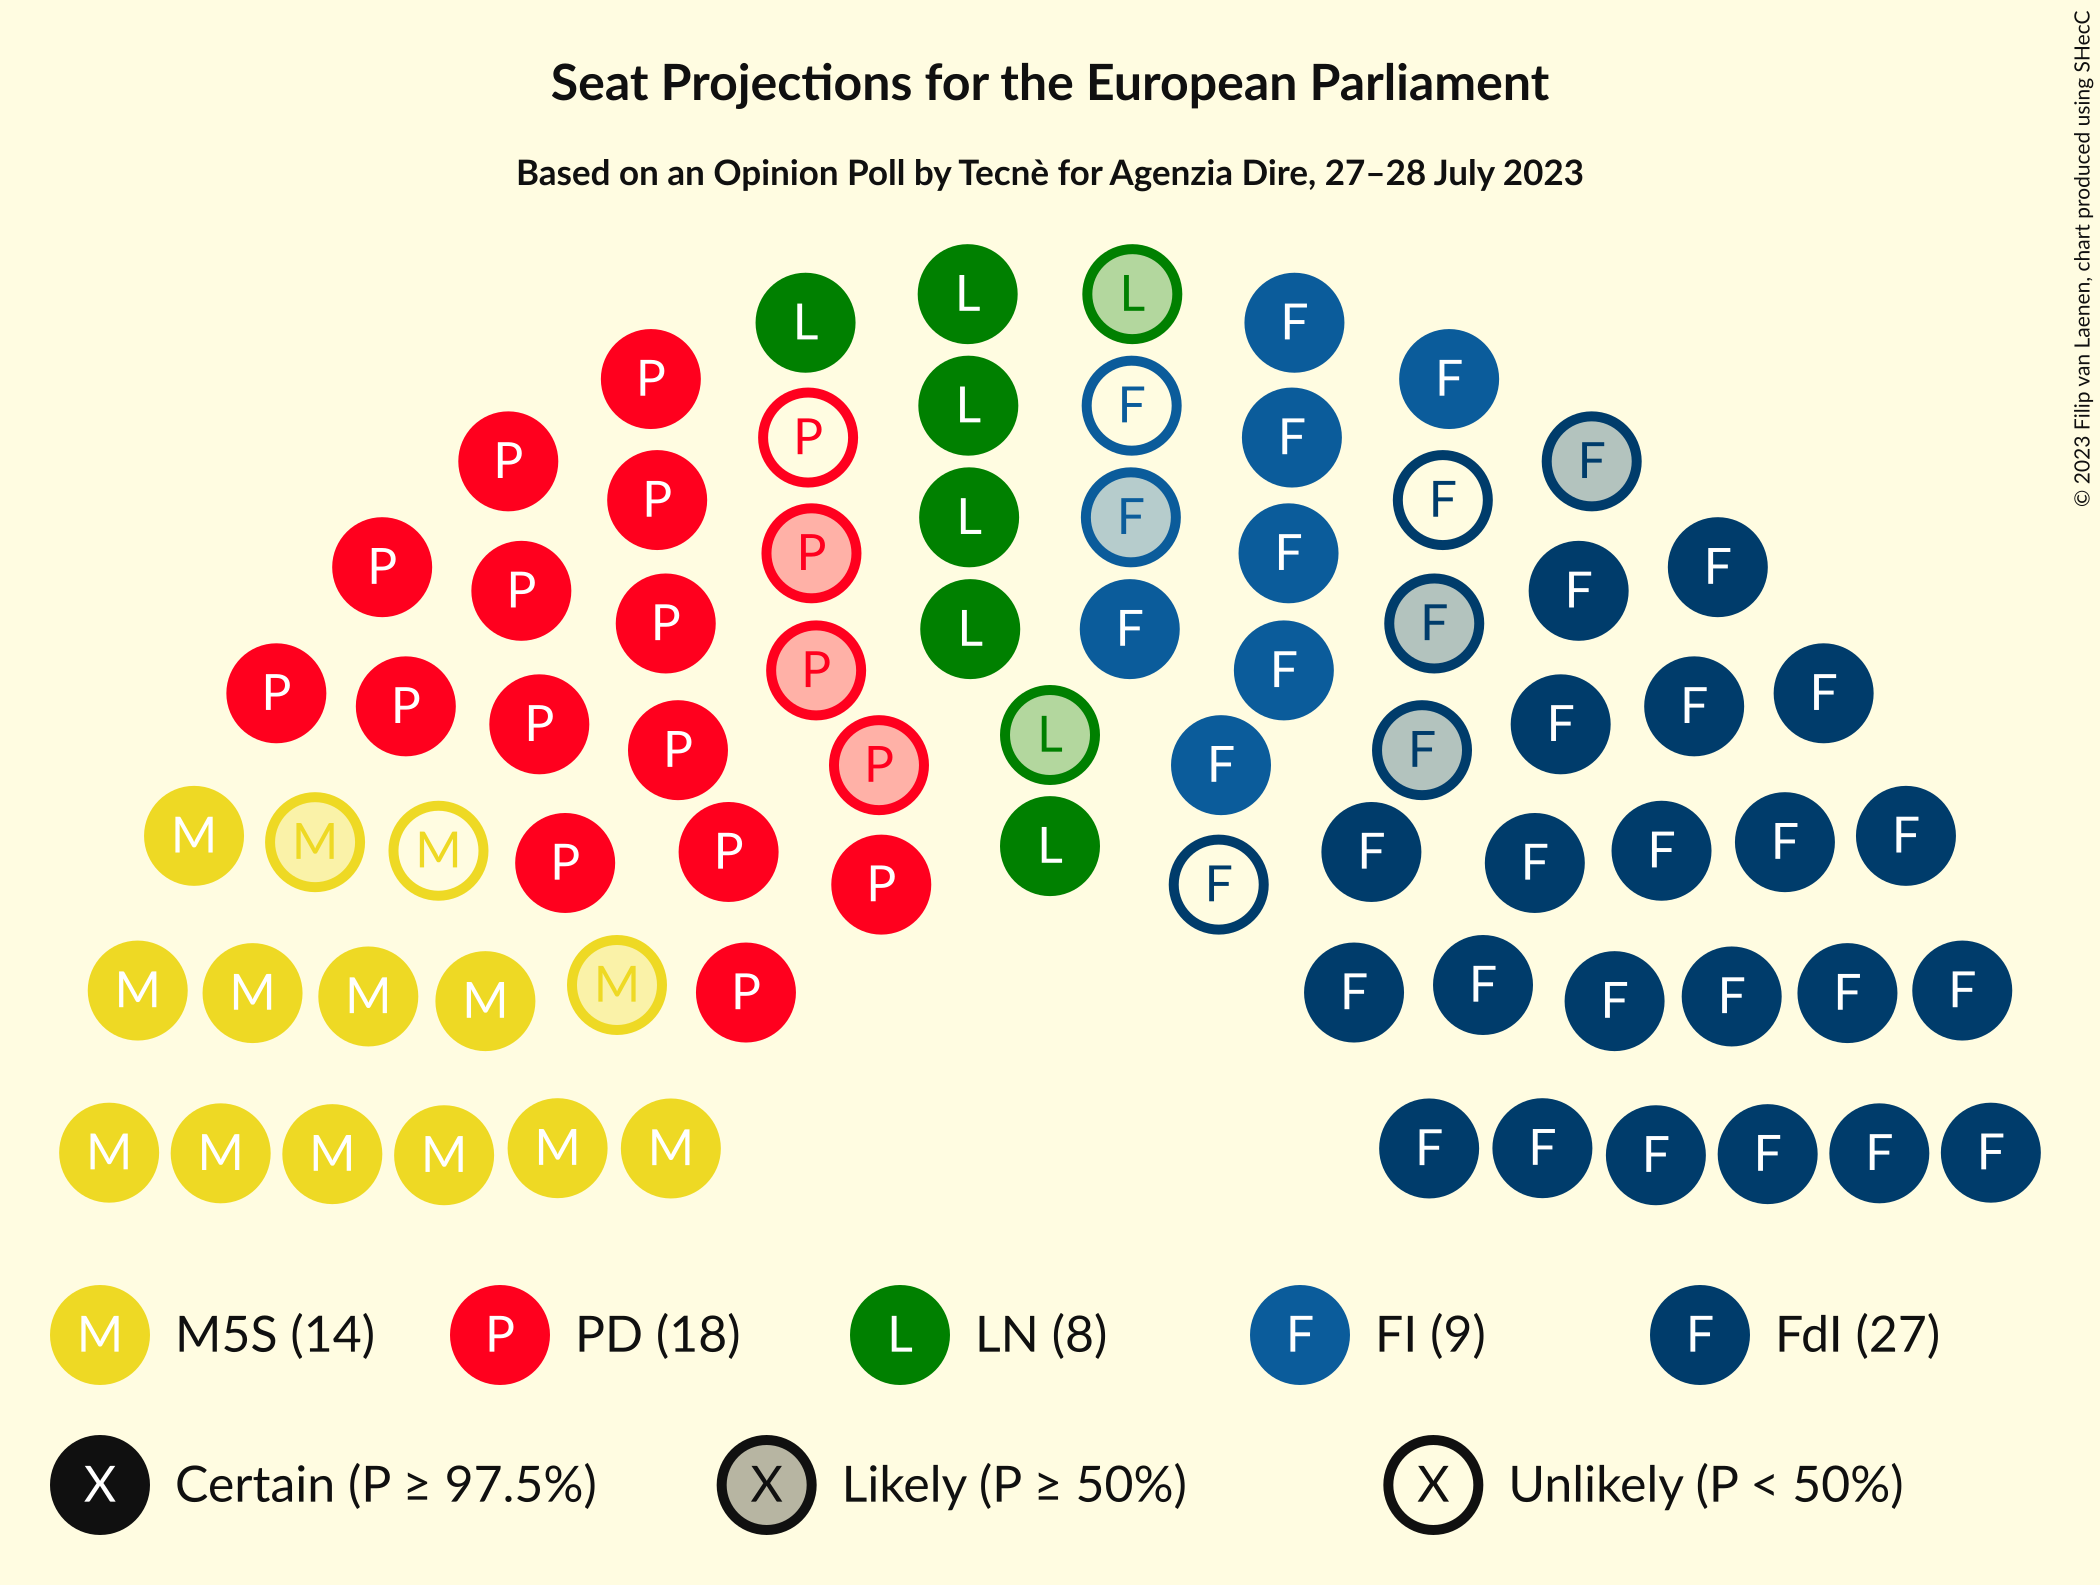 Seat Projections for the European Parliament
Based on an Opinion Poll by Tecnè for Agenzia Dire, 27–28 July 2023
© 2023 Filip van Laenen, chart produced using SHecC
L L L F F
P P P L F F F F
P P P L F F F F
P P P P P L F F F F F F
P P P P P L F F F F F F
M M M P P P L F F F F F F F
M M M M M P F F F F F F
M M M M M M F F F F F F
M M5S (14) P PD (18) L LN (8) F FI (9) F FdI (27)
X Certain (P ≥ 97.5%) X Likely (P ≥ 50%) X Unlikely (P < 50%)